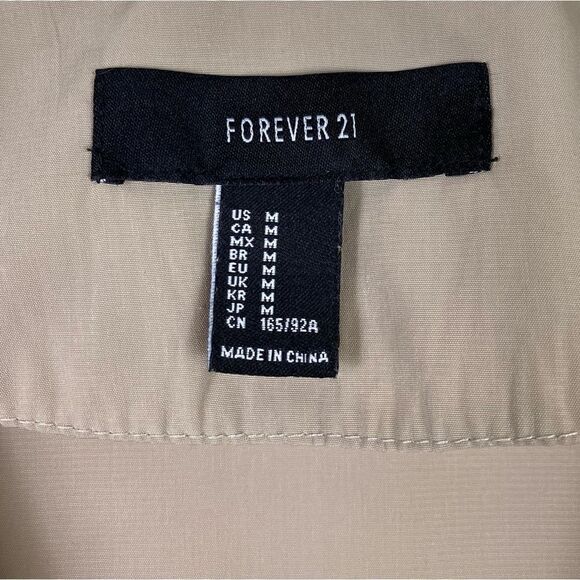 FOREVER 21
US M
CA M
MX M
BR M
EU M
UK M
KR M
JP M
CN 165/92A
MADE IN CHINA